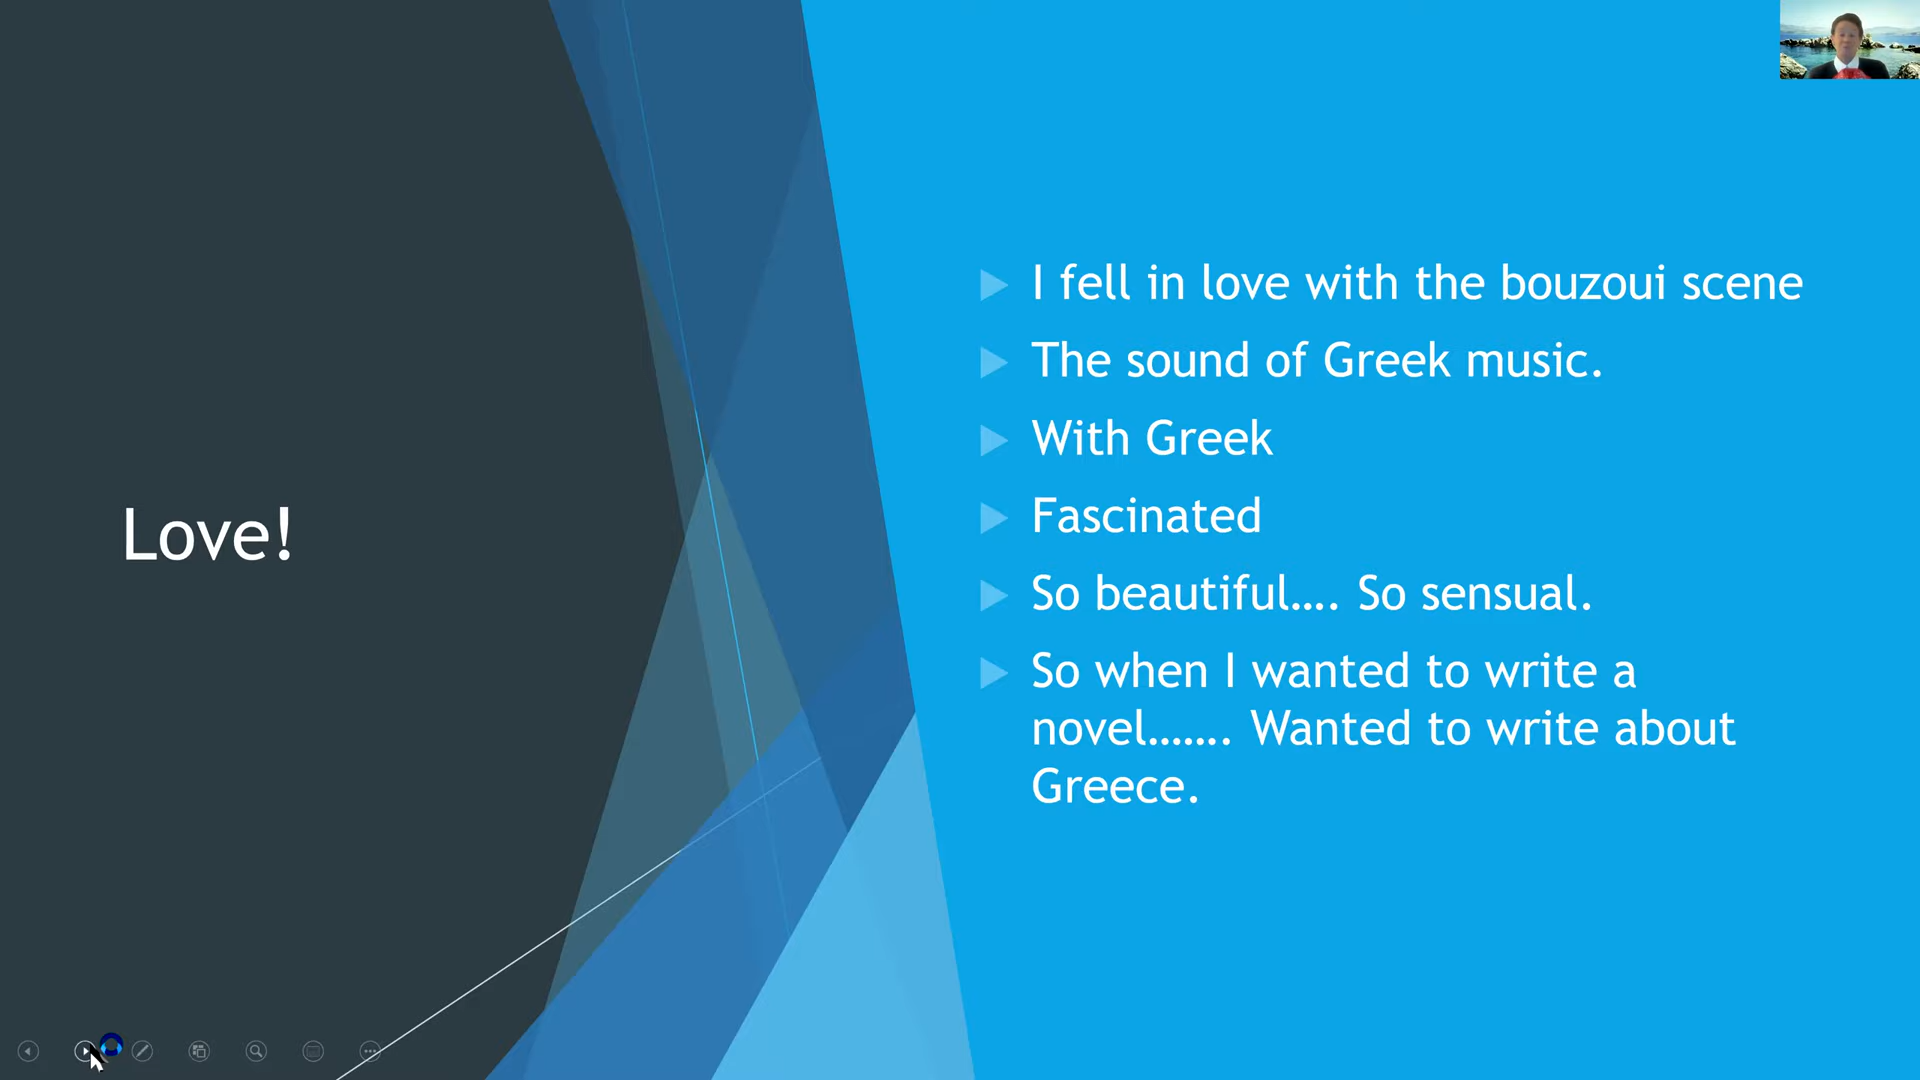 Love!
I fell in love with the bouzoui scene
The sound of Greek music.
With Greek
Fascinated
So beautiful…. So sensual.
So when I wanted to write a
novel……. Wanted to write about
Greece.